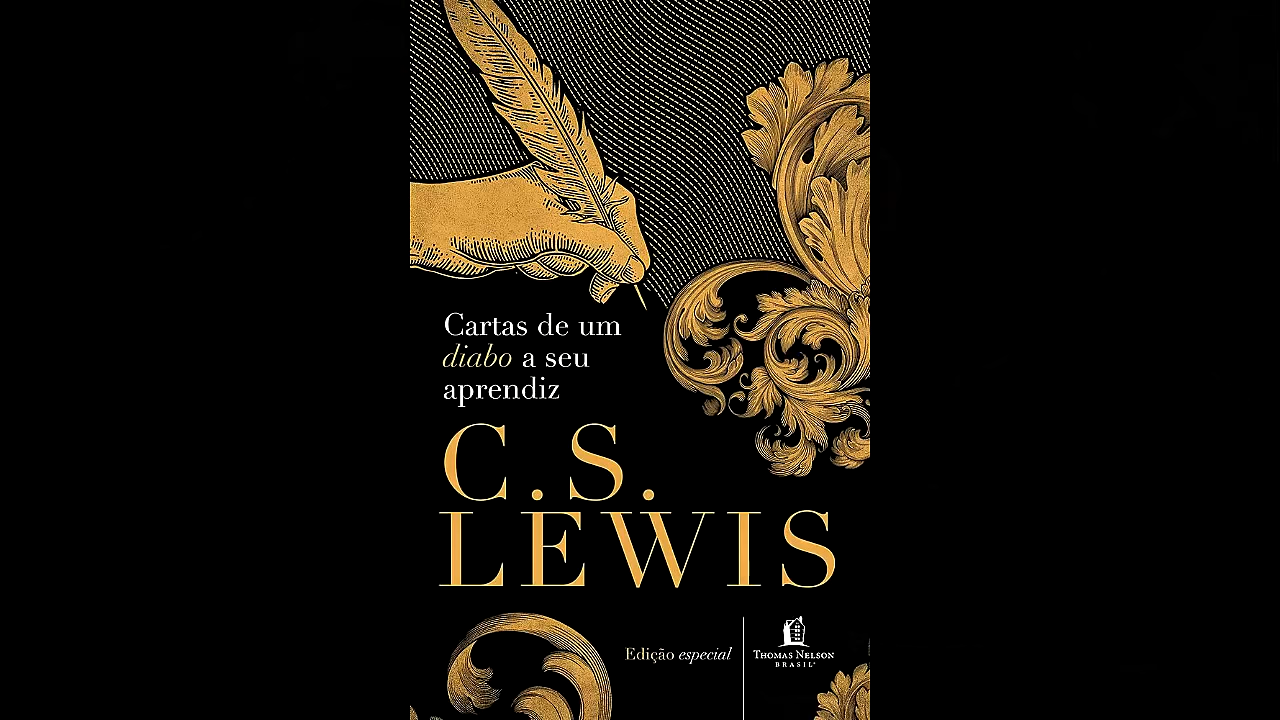 Cartas de um
diabo a seu
aprendiz
C.S.
LEWIS
Edição especial
THOMAS NELSON
BRASIL®